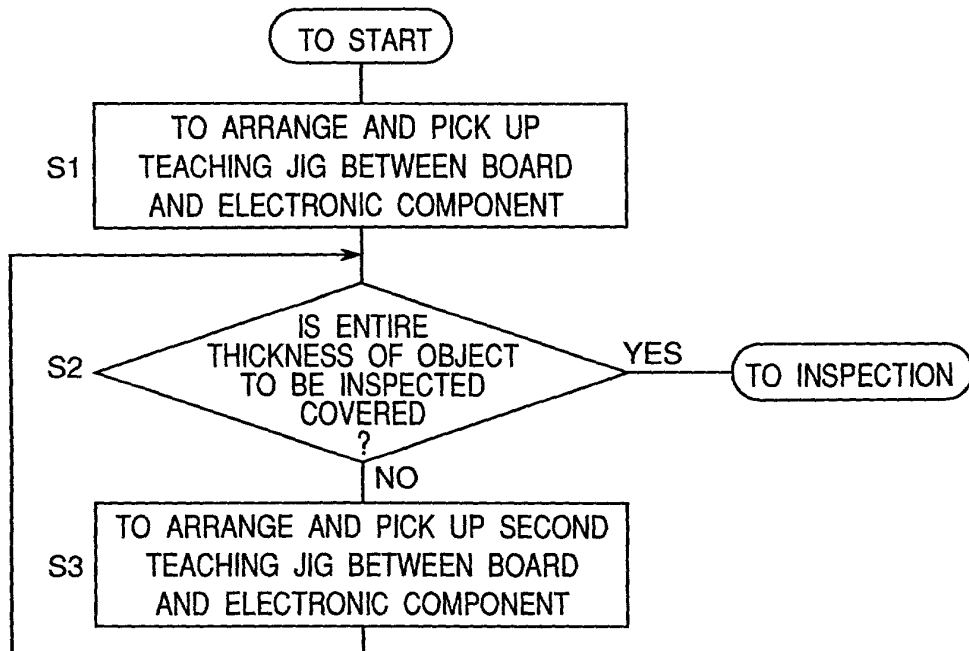 TO START
S1
TO ARRANGE AND PICK UP
TEACHING JIG BETWEEN BOARD
AND ELECTRONIC COMPONENT
S2
IS ENTIRE
THICKNESS OF OBJECT
TO BE INSPECTED
COVERED
?
YES
TO INSPECTION
NO
S3
TO ARRANGE AND PICK UP SECOND
TEACHING JIG BETWEEN BOARD
AND ELECTRONIC COMPONENT